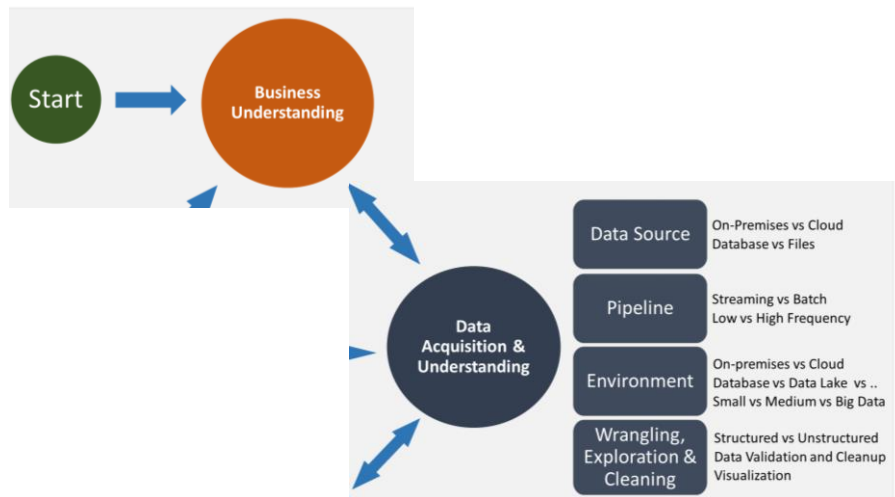 Start
Business
Understanding
Data
Acquisition &
Understanding
Data Source
On-Premises vs Cloud
Database vs Files
Pipeline
Streaming vs Batch
Low vs High Frequency
Environment
On-premises vs Cloud
Database vs Data Lake vs ..
Small vs Medium vs Big Data
Wrangling,
Exploration &
Cleaning
Structured vs Unstructured
Data Validation and Cleanup
Visualization